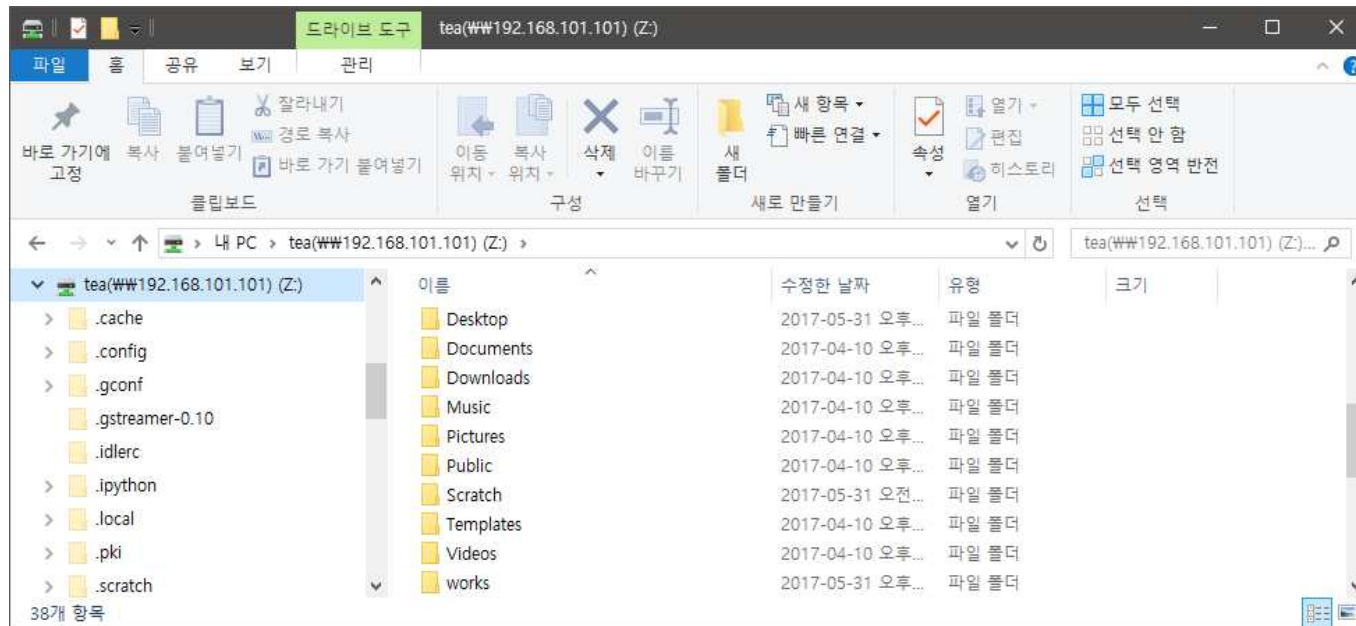 드라이브 도구 tea(₩₩192.168.101.101) (Z:)
파일 홈 공유 보기 관리
바로 가기에 고정
복사
붙여넣기
잘라내기
경로 복사
바로 가기 붙여넣기
클립보드
이동 위치
복사 위치
삭제
이름 바꾸기
구성
새 폴더
새 항목
빠른 연결
새로 만들기
속성
열기
편집
히스토리
열기
모두 선택
선택 안 함
선택 영역 반전
선택
내 PC > tea(₩₩192.168.101.101) (Z:) >
tea(₩₩192.168.101.101) (Z:)...
tea(₩₩192.168.101.101) (Z:)
.cache
.config
.gconf
.gstreamer-0.10
.idlerc
.ipython
.local
.pki
.scratch
이름 수정한 날짜 유형 크기
Desktop 2017-05-31 오후... 파일 폴더
Documents 2017-04-10 오후... 파일 폴더
Downloads 2017-04-10 오후... 파일 폴더
Music 2017-04-10 오후... 파일 폴더
Pictures 2017-04-10 오후... 파일 폴더
Public 2017-04-10 오후... 파일 폴더
Scratch 2017-05-31 오전... 파일 폴더
Templates 2017-04-10 오후... 파일 폴더
Videos 2017-04-10 오후... 파일 폴더
works 2017-05-31 오후... 파일 폴더
38개 항목